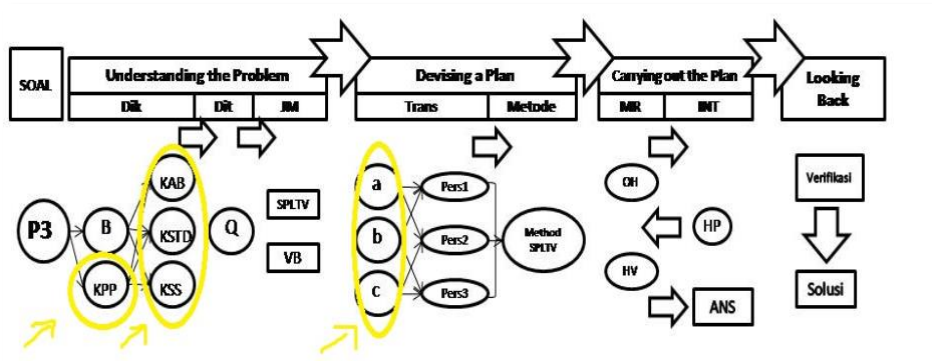 SOAL
Understanding the Problem
Dik
Dit
JM
Devising a Plan
Trans
Metode
Carrying out the Plan
MR
INT
Looking
Back
P3
B
KPP
KAB
KSTD
KSS
Q
SPLTV
VB
a
b
c
Pers1
Pers2
Pers3
Method
SPLTV
OH
HP
HV
ANS
Verifikasi
Solusi